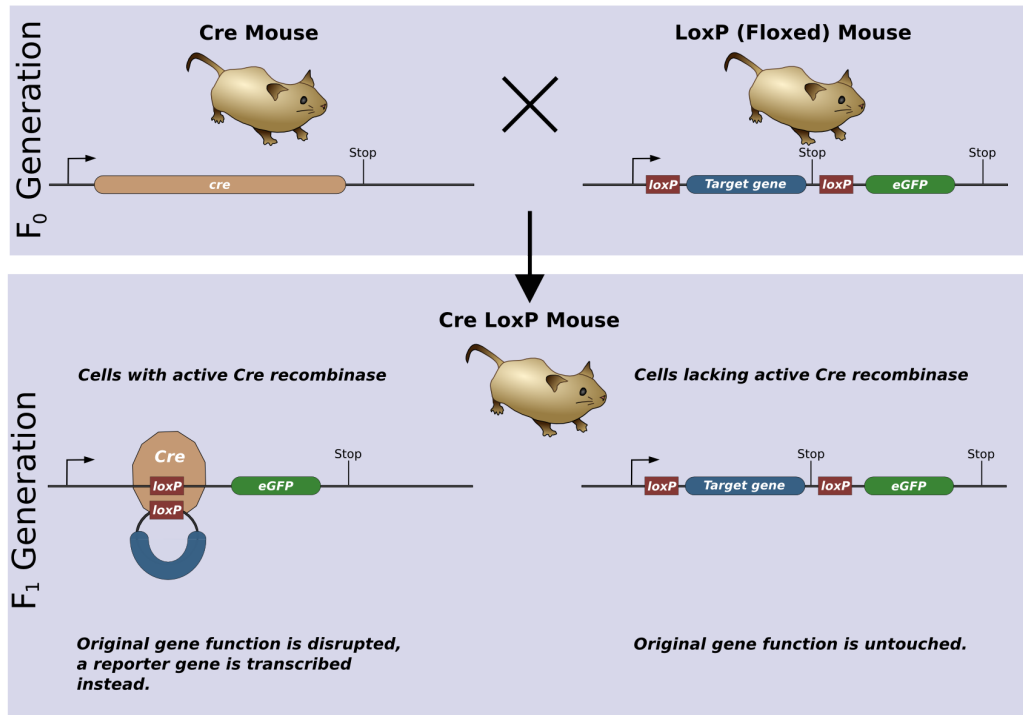 F₀ Generation
Cre Mouse
LoxP (Floxed) Mouse
Stop
cre
Stop
Stop
loxP
Target gene
loxP
eGFP
F₁ Generation
Cre LoxP Mouse
Cells with active Cre recombinase
Cells lacking active Cre recombinase
Cre
loxP
loxP
eGFP
Stop
Stop
Stop
loxP
Target gene
loxP
eGFP
Original gene function is disrupted,
a reporter gene is transcribed
instead.
Original gene function is untouched.